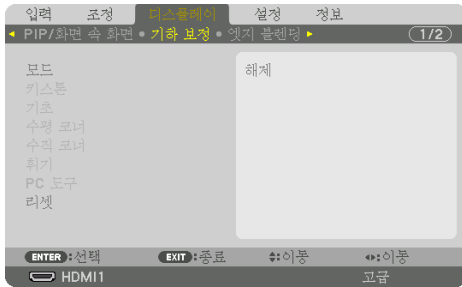 입력 조정 디스플레이 설정 정보
◄ PIP/화면 속 화면 ● 기하 보정 ● 엣지 블렌딩 ► 1/2
모드 해제
키스톤
기초
수평 코너
수직 코너
휘기
PC 도구
리셋
ENTER :선택 EXIT :종료 :이동 :이동
HDMI1 고급